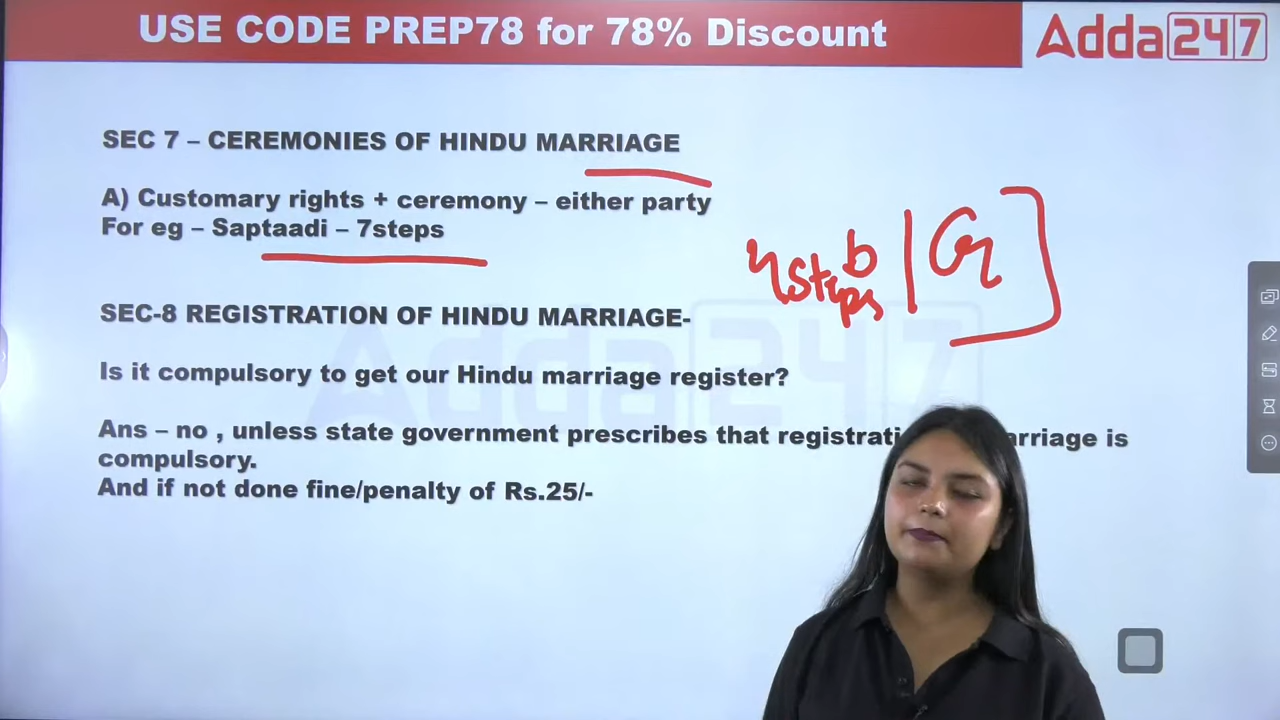 USE CODE PREP78 for 78% Discount
Adda247
SEC 7 – CEREMONIES OF HINDU MARRIAGE
A) Customary rights + ceremony – either party
For eg – Saptaadi – 7steps
b
steps
SEC-8 REGISTRATION OF HINDU MARRIAGE-
Is it compulsory to get our Hindu marriage register?
Ans – no , unless state government prescribes that is
compulsory.
And if not done fine/penalty of Rs.25/-
Adda247